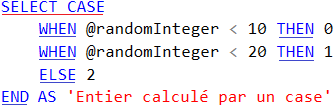 SELECT CASE
WHEN @randomInteger < 10 THEN 0
WHEN @randomInteger < 20 THEN 1
ELSE 2
END AS 'Entier calculé par un case'